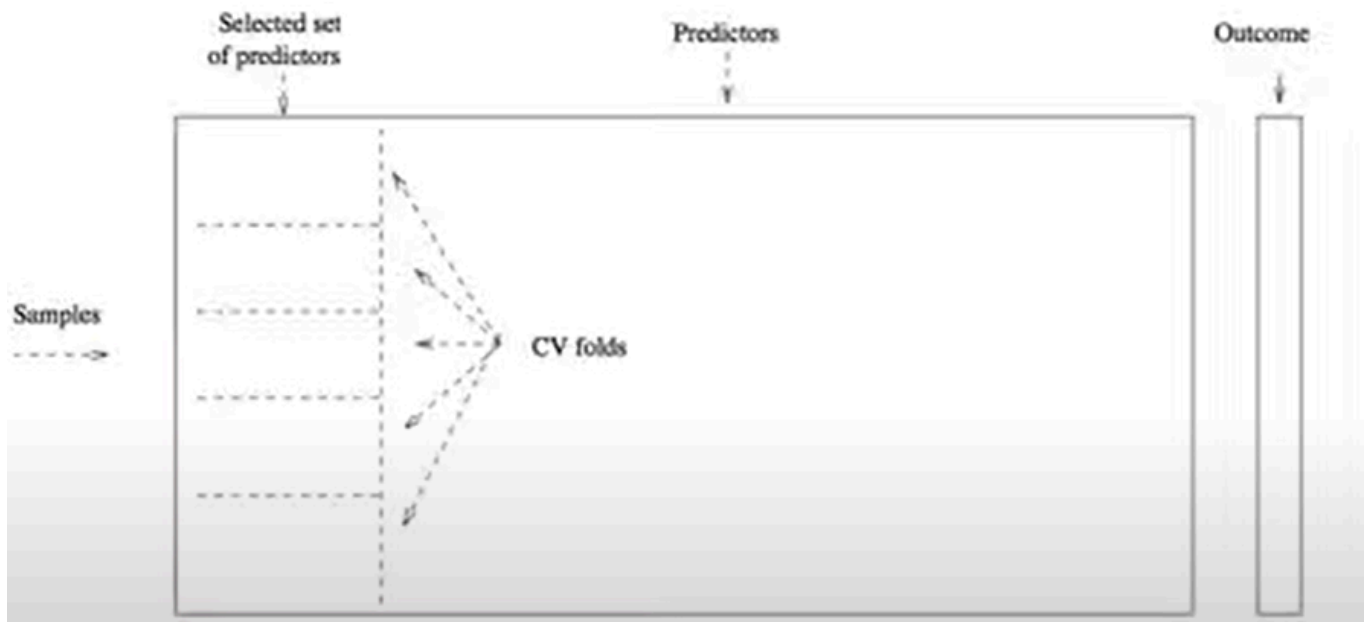 Selected set
of predictors
Predictors
Outcome
Samples
CV folds